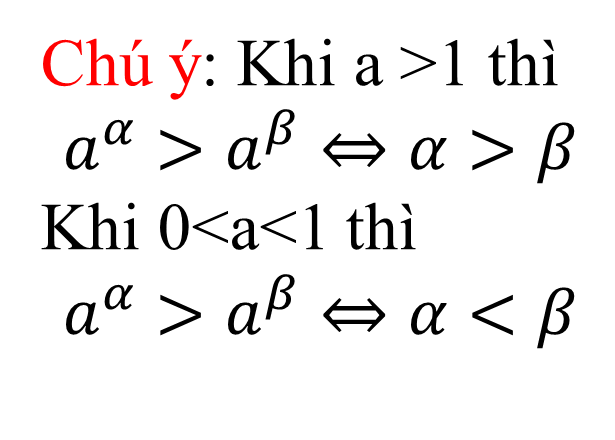 Chú ý: Khi a >1 thì
𝑎^𝛼 > 𝑎^𝛽 ⇔ 𝛼 > 𝛽
Khi 0<a<1 thì
𝑎^𝛼 > 𝑎^𝛽 ⇔ 𝛼 < 𝛽